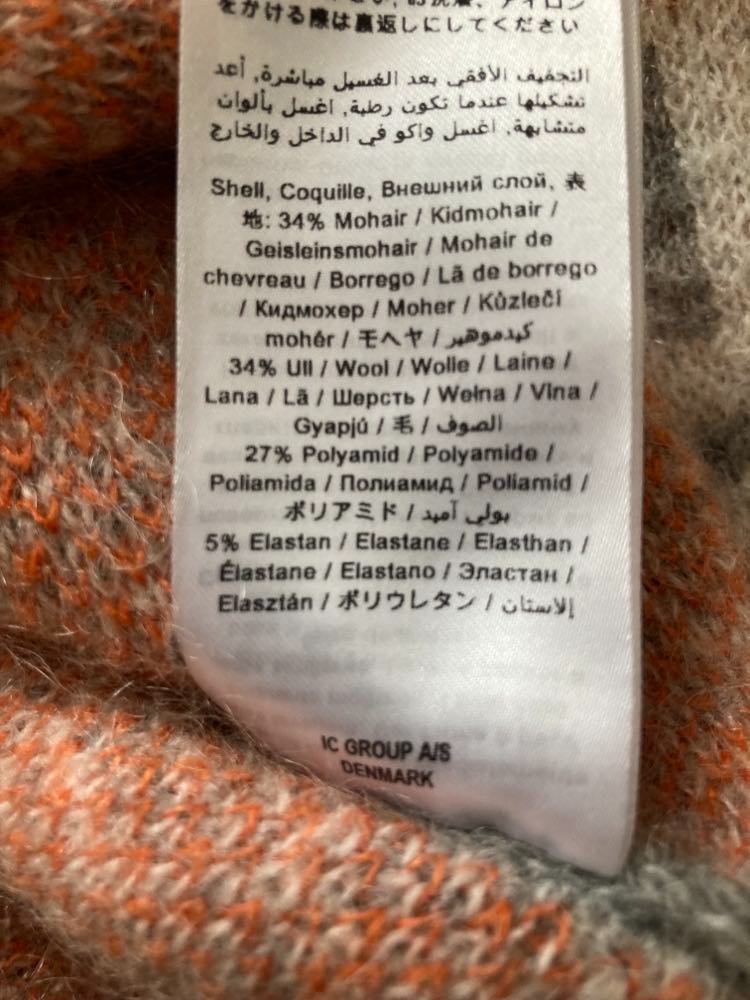 をかける際は裏返しにしてください
التجفيف الأفقي بعد الغسيل مباشرة, أعد
تشكيلها عندما تكون رطبة, اغسل بألوان
متشابهة, اغسل واكو في الداخل والخارج
Shell, Coquille, Внешний слой, 表
地: 34% Mohair / Kidmohair /
Geisleinsmohair / Mohair de
chevreau / Borrego / Lã de borrego
/ Кидмохер / Moher / Kůzlečí
mohér / モヘヤ / كيدموهير
34% Ull / Wool / Wolle / Laine /
Lana / Lã / Шерсть / Wełna / Vlna /
Gyapjú / 毛 / الصوف
27% Polyamid / Polyamide /
Poliamida / Полиамид / Poliamid /
ポリアミド / بولي آميد
5% Elastan / Elastane / Elasthan /
Élastane / Elastano / Эластан /
Elasztán / ポリウレタン / إلاستان
IC GROUP A/S
DENMARK